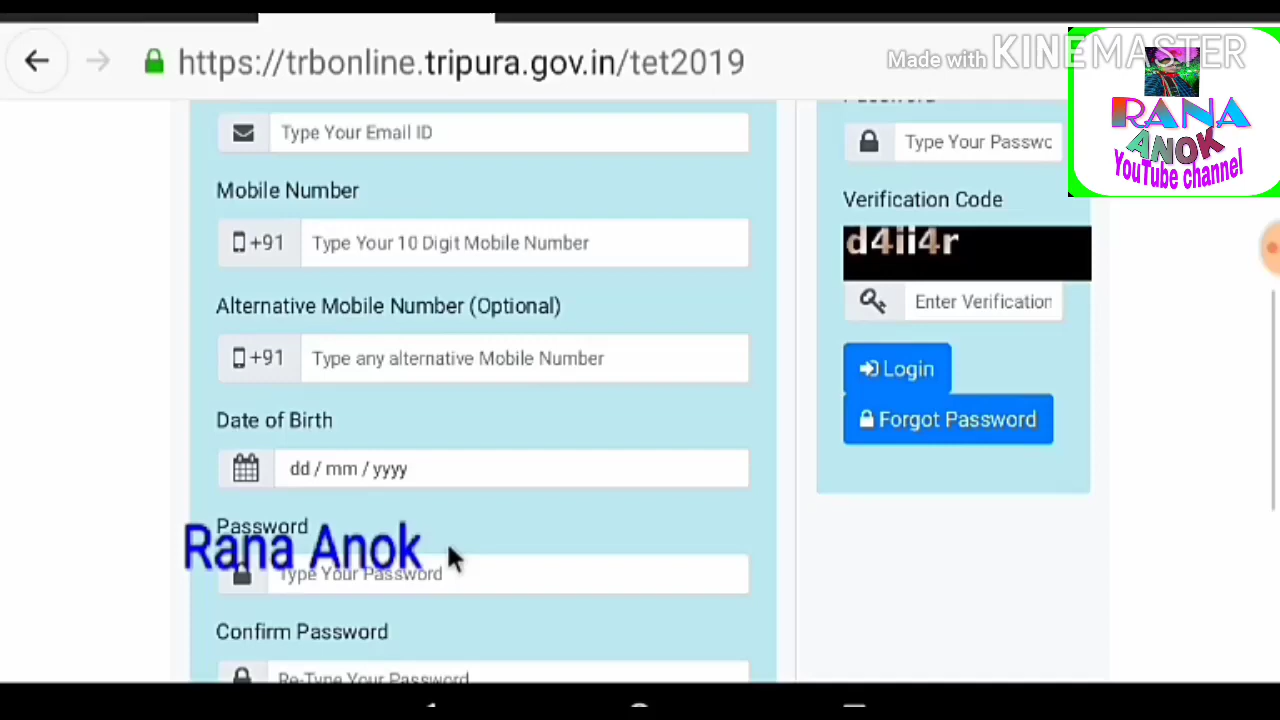 https://trbonline.tripura.gov.in/tet2019
Made with KINEMASTER
RANA
ANOK
YouTube channel
Type Your Email ID
Mobile Number
+91 Type Your 10 Digit Mobile Number
Alternative Mobile Number (Optional)
+91 Type any alternative Mobile Number
Date of Birth
dd / mm / yyyy
Password
Rana Anok
Type Your Password
Confirm Password
Re-Type Your Password
Password
Type Your Passwo
Verification Code
d4ii4r
Enter Verification
Login
Forgot Password